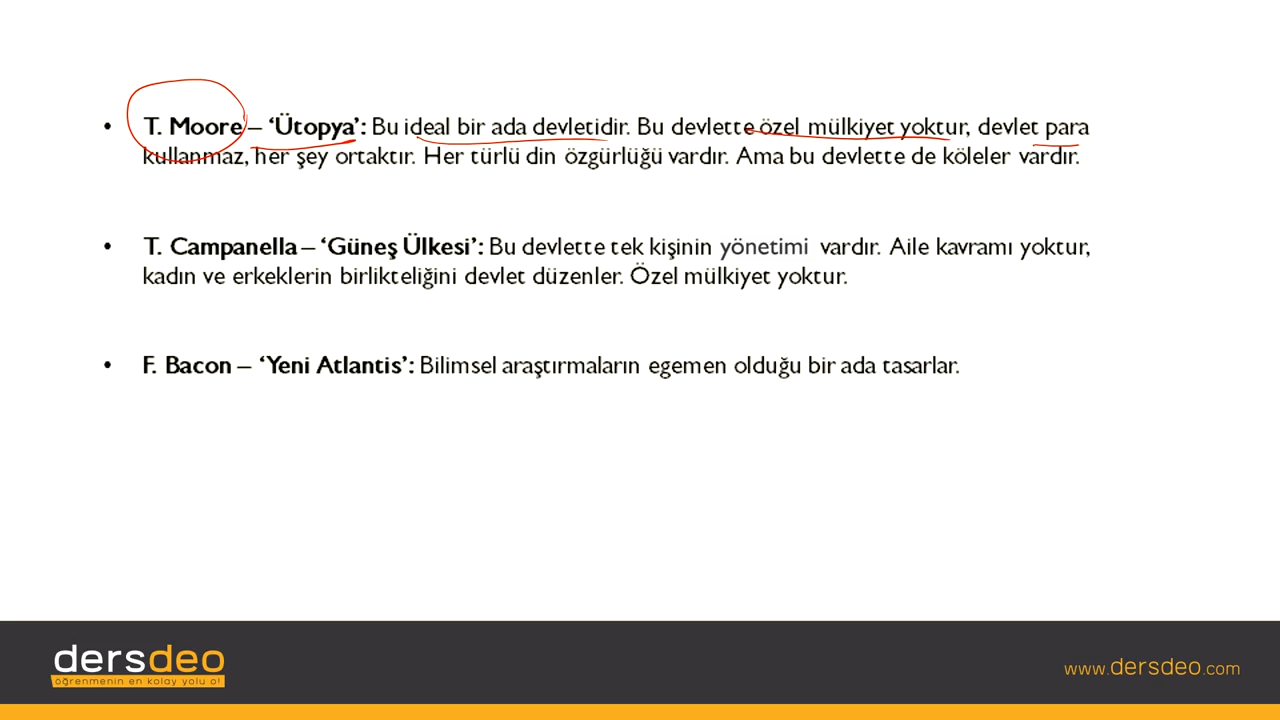 • T. Moore – ‘Ütopya’: Bu ideal bir ada devletidir. Bu devlette özel mülkiyet yoktur, devlet para
kullanmaz, her şey ortaktır. Her türlü din özgürlüğü vardır. Ama bu devlette de köleler vardır.
• T. Campanella – ‘Güneş Ülkesi’: Bu devlette tek kişinin yönetimi vardır. Aile kavramı yoktur,
kadın ve erkeklerin birlikteliğini devlet düzenler. Özel mülkiyet yoktur.
• F. Bacon – ‘Yeni Atlantis’: Bilimsel araştırmaların egemen olduğu bir ada tasarlar.
dersdeo
öğrenmenin en kolay yolu o!
www.dersdeo.com